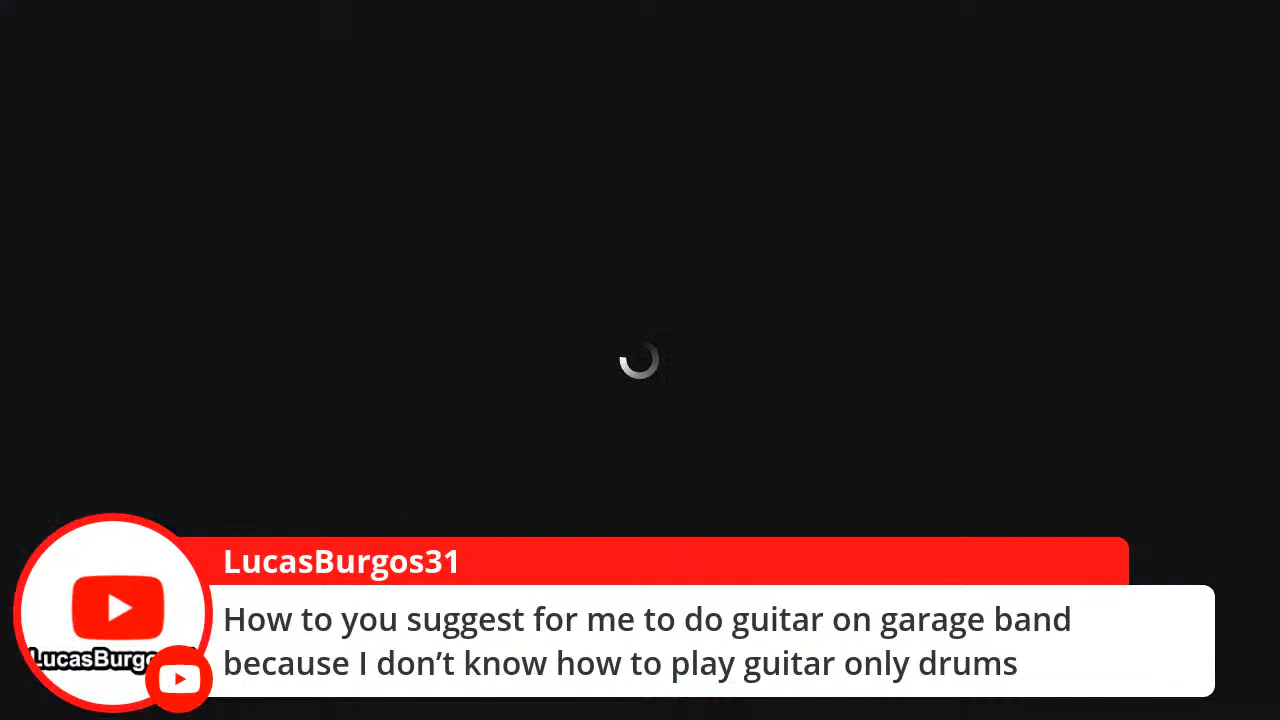 LucasBurgos31
How to you suggest for me to do guitar on garage band
because I don’t know how to play guitar only drums
LucasBurgo